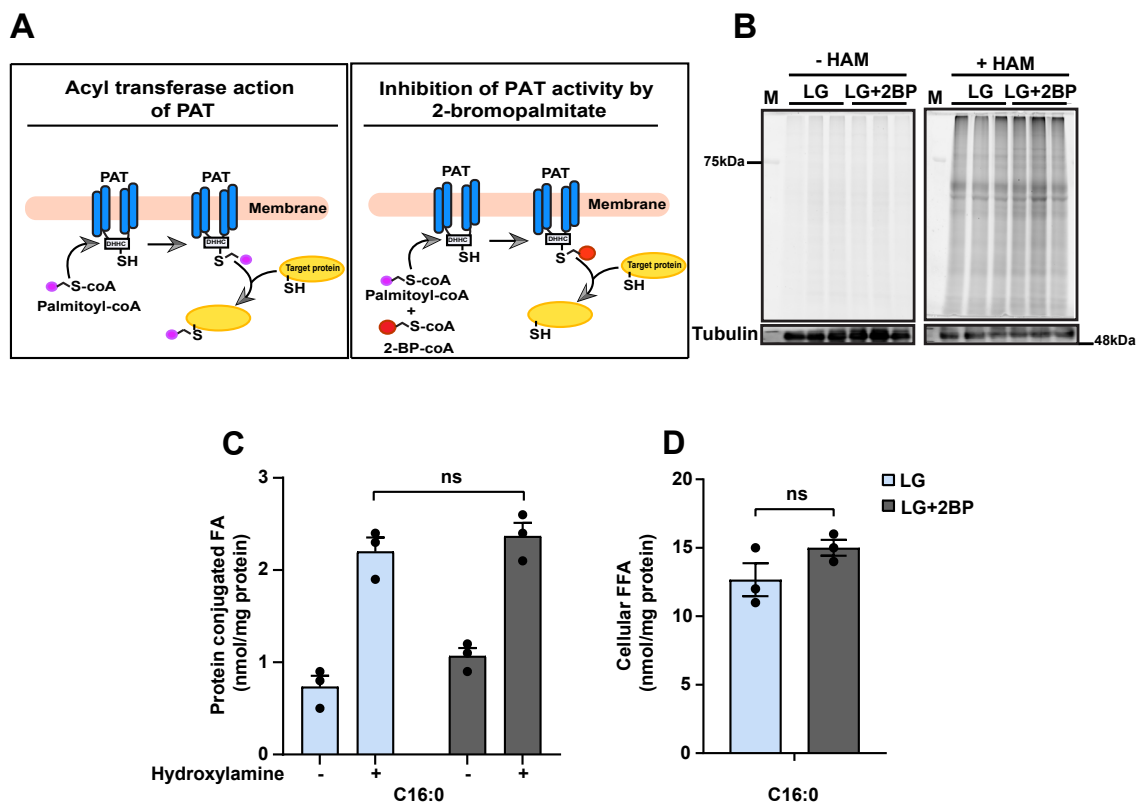 A
Acyl transferase action
of PAT
PAT
PAT
Membrane
DHHC
SH
DHHC
S
S-coA
Palmitoyl-coA
Target protein
SH
S
Inhibition of PAT activity by
2-bromopalmitate
PAT
PAT
Membrane
DHHC
SH
DHHC
S
S-coA
Palmitoyl-coA
+
S-coA
2-BP-coA
Target protein
SH
SH
B
- HAM
+ HAM
M LG LG+2BP
M LG LG+2BP
75kDa
Tubulin
48kDa
C
Protein conjugated FA
(nmol/mg protein)
3
2
1
0
ns
Hydroxylamine - + - +
C16:0
D
Cellular FFA
(nmol/mg protein)
20
15
10
5
0
ns
C16:0
LG
LG+2BP